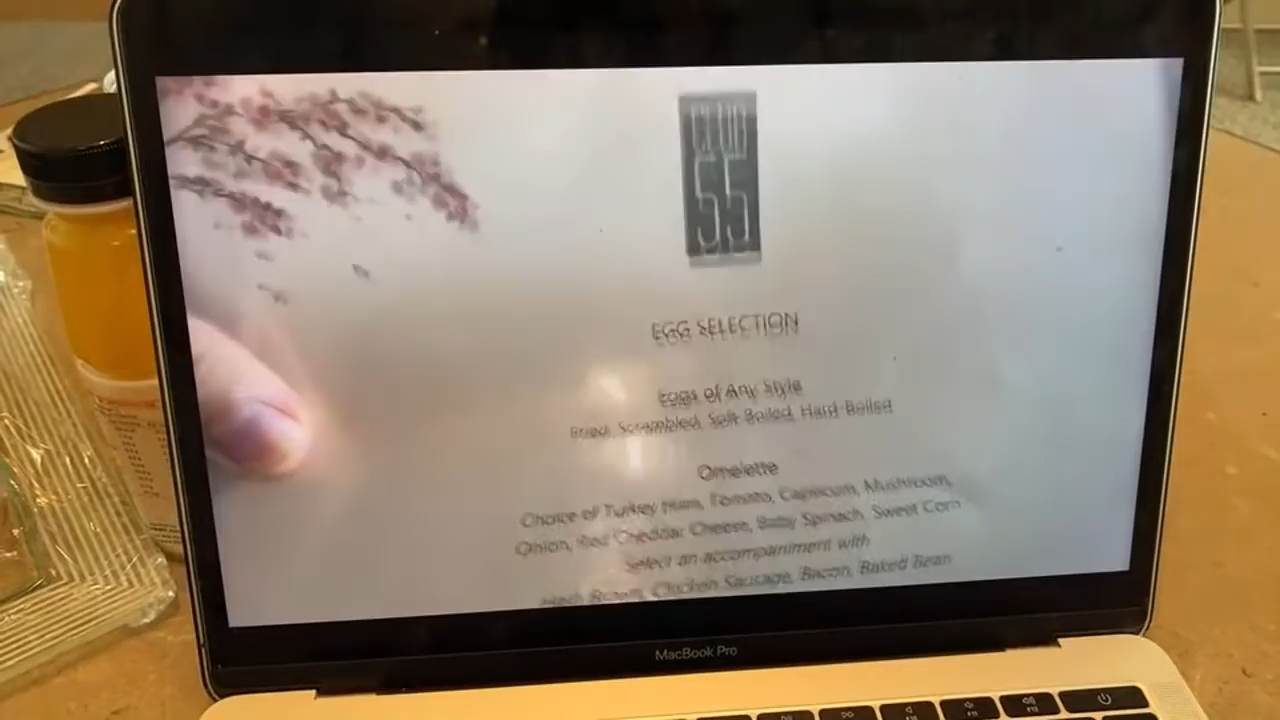 CLUB
55
EGG SELECTION
Eggs of Any Style
Fried, Scrambled, Soft Boiled, Hard Boiled
Omelette
Choice of Turkey Ham, Tomato, Capsicum, Mushroom,
Onion, Red Cheddar Cheese, Baby Spinach, Sweet Corn
Select an accompaniment with
Hash Brown, Chicken Sausage, Bacon, Baked Bean
MacBook Pro